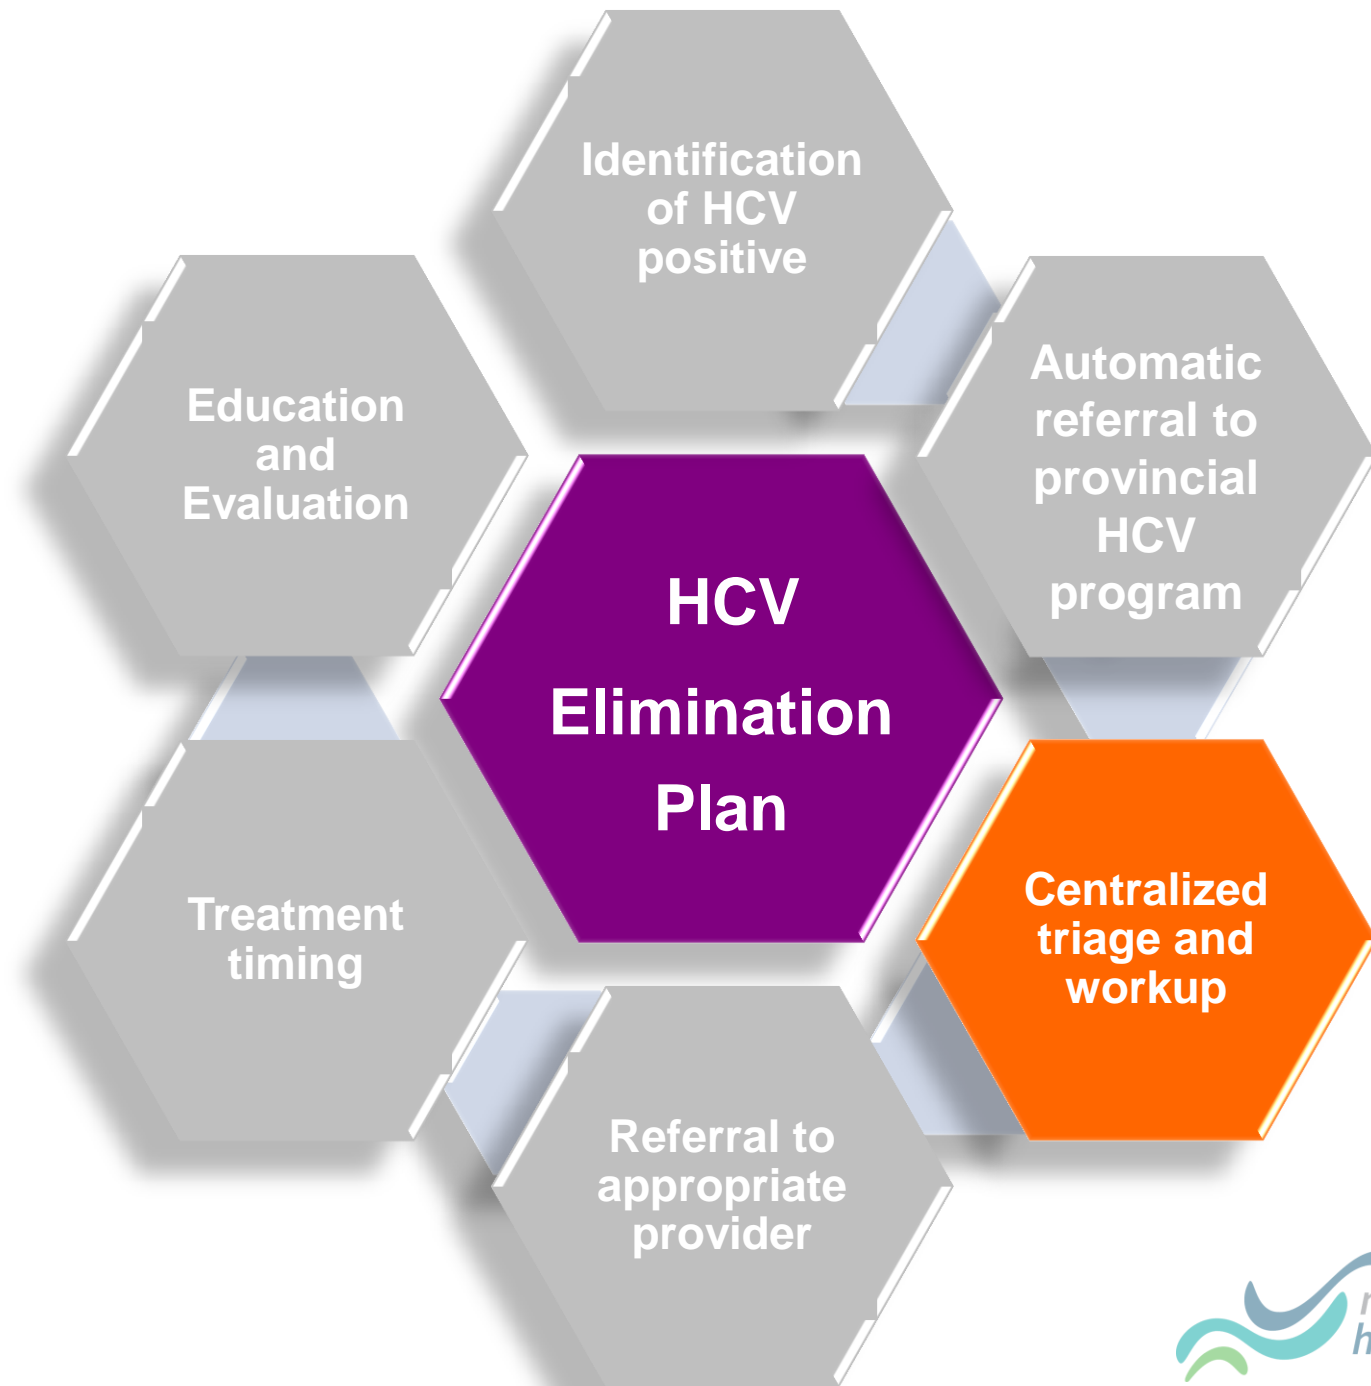 Identification
of HCV
positive
Automatic
referral to
provincial
HCV
program
Education
and
Evaluation
HCV
Elimination
Plan
Centralized
triage and
workup
Treatment
timing
Referral to
appropriate
provider